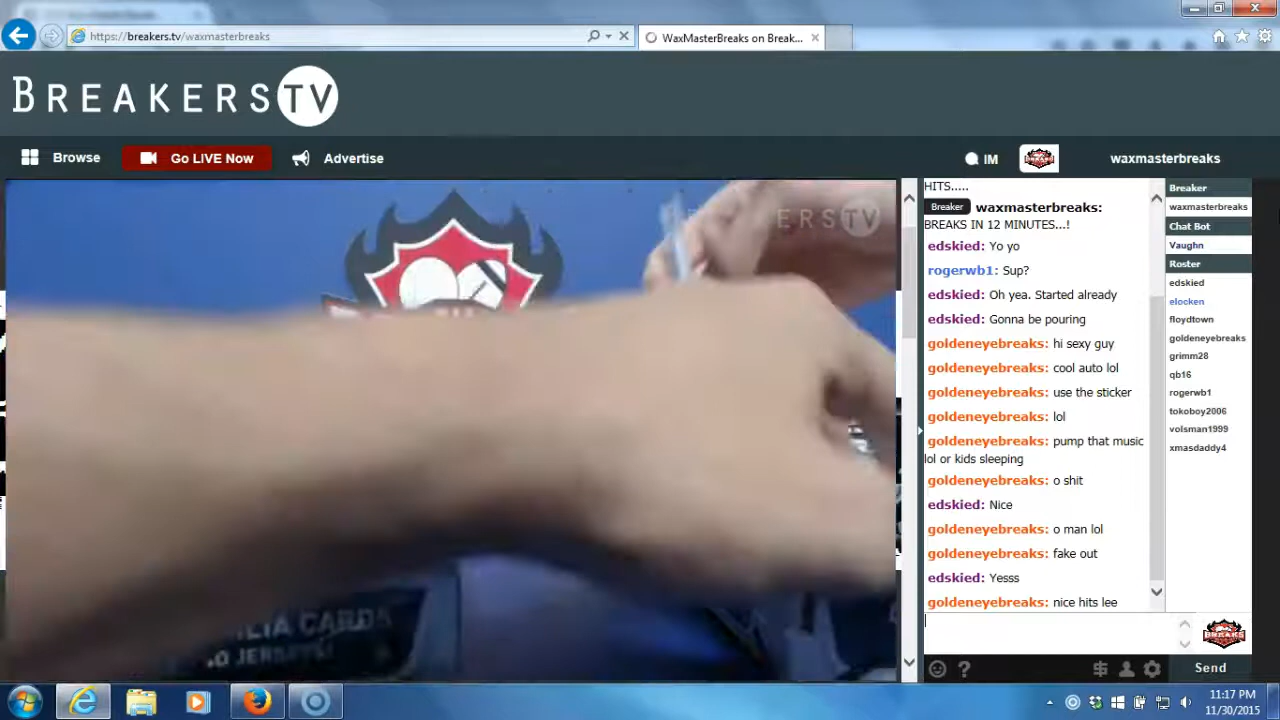 https://breakers.tv/waxmasterbreaks
WaxMasterBreaks on Break...
BREAKERS TV
Browse
Go LIVE Now
Advertise
IM
waxmasterbreaks
ERS TV
HITS.....
Breaker waxmasterbreaks:
BREAKS IN 12 MINUTES...!
edskied: Yo yo
rogerwb1: Sup?
edskied: Oh yea. Started already
edskied: Gonna be pouring
goldeneyebreaks: hi sexy guy
goldeneyebreaks: cool auto lol
goldeneyebreaks: use the sticker
goldeneyebreaks: lol
goldeneyebreaks: pump that music
lol or kids sleeping
goldeneyebreaks: o shit
edskied: Nice
goldeneyebreaks: o man lol
goldeneyebreaks: fake out
edskied: Yesss
goldeneyebreaks: nice hits lee
Breaker
waxmasterbreaks
Chat Bot
Vaughn
Roster
edskied
elocken
floydtown
goldeneyebreaks
grimm28
qb16
rogerwb1
tokoboy2006
volsman1999
xmasdaddy4
BREAKS
Send
11:17 PM
11/30/2015